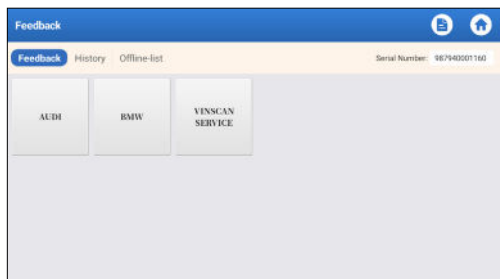 Feedback
Feedback History Offline-list Serial Number: 987940001160
AUDI BMW VINSCAN
SERVICE